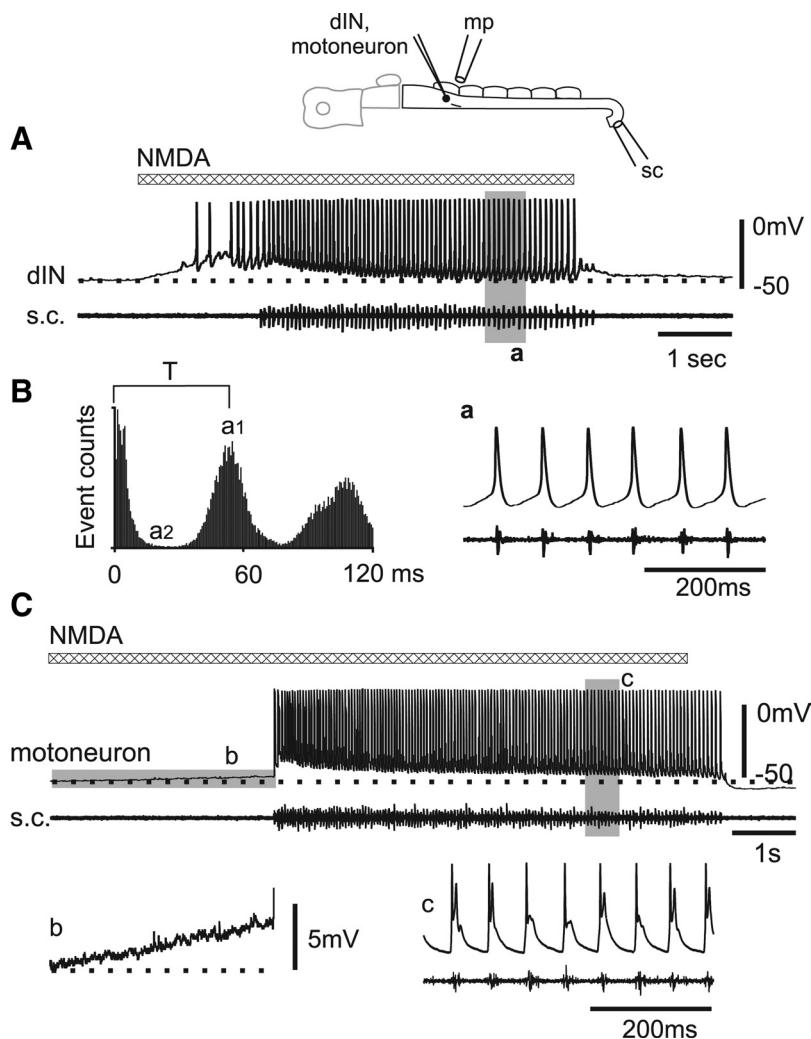 dIN,
motoneuron
mp
sc
A
NMDA
0mV
-50
dIN
s.c.
a
1 sec
B
T
a1
a2
Event counts
0
60
120 ms
a
200ms
C
NMDA
c
0mV
-50
motoneuron
b
s.c.
1s
b
5mV
c
200ms